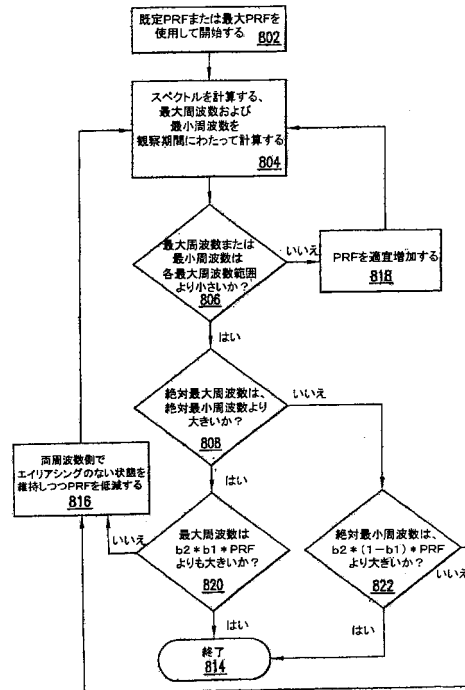 既定PRFまたは最大PRFを
使用して開始する
802
スペクトルを計算する、
最大周波数および
最小周波数を
観察期間にわたって計算する
804
最大周波数または
最小周波数は
各最大周波数範囲
より小さいか？
806
いいえ
PRFを適宜増加する
818
はい
絶対最大周波数は、
絶対最小周波数より
大きいか？
808
いいえ
はい
両周波数側で
エイリアシングのない状態を
維持しつつPRFを低減する
816
いいえ
最大周波数は
b2*b1*PRF
よりも大きいか？
820
絶対最小周波数は、
b2*(1-b1)*PRF
より大きいか？
822
いいえ
はい
はい
終了
814